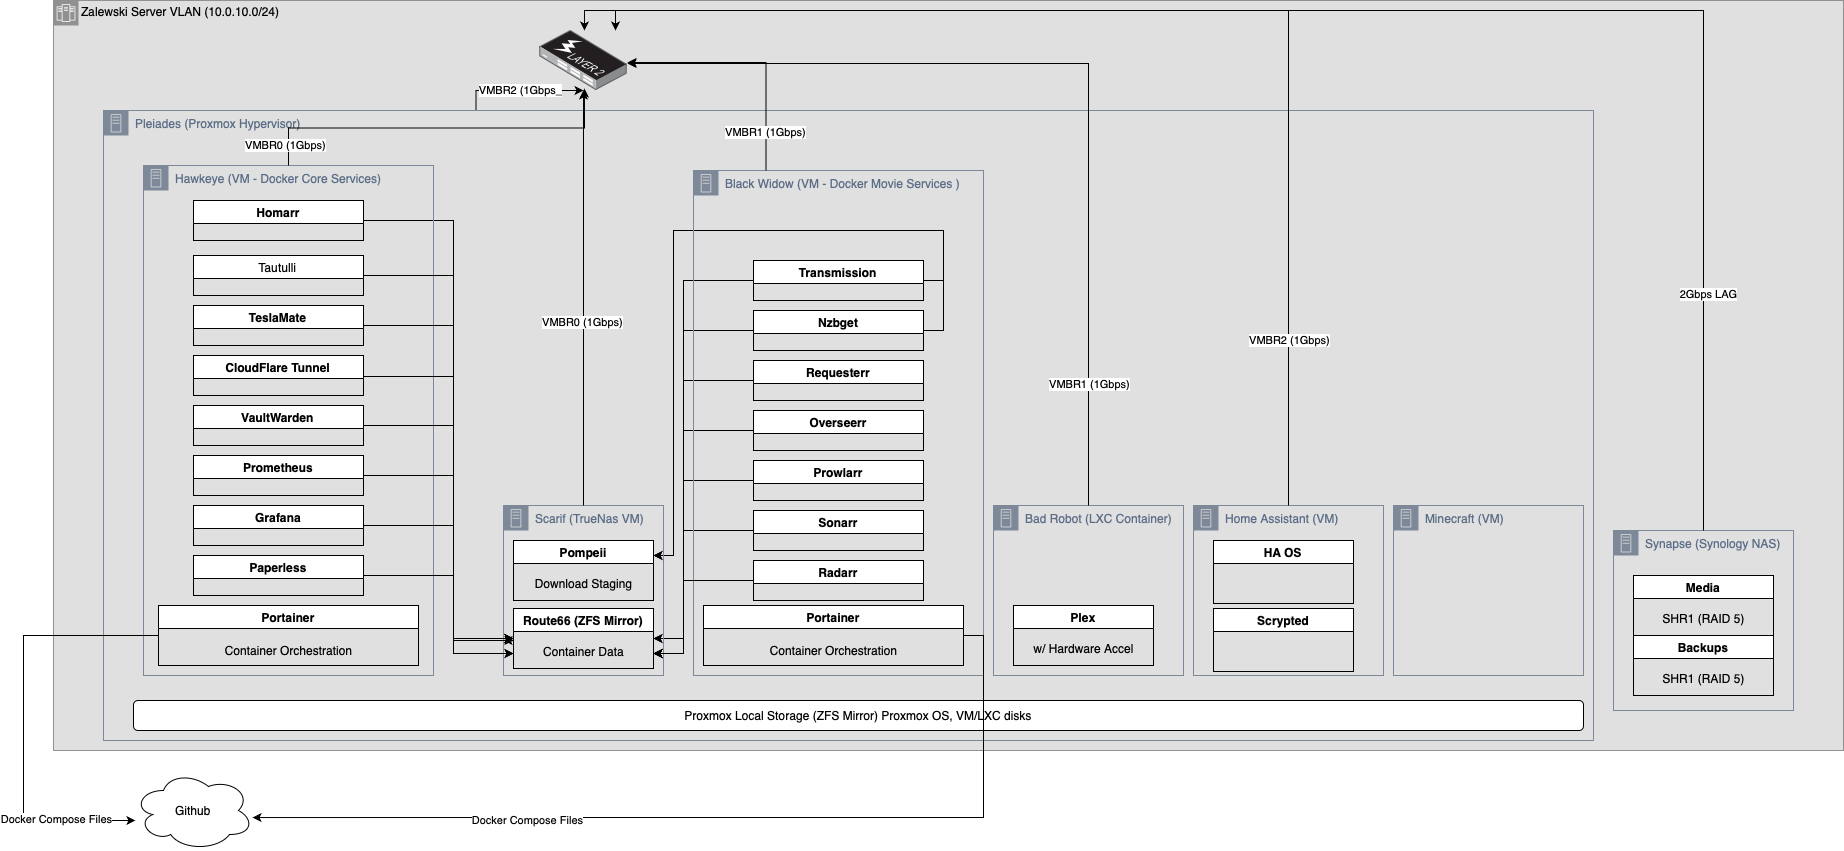 Zalewski Server VLAN (10.0.10.0/24)
LAYER 2
VMBR2 (1Gbps_
Pleiades (Proxmox Hypervisor)
VMBR0 (1Gbps)
VMBR1 (1Gbps)
Hawkeye (VM - Docker Core Services)
Homarr
Tautulli
TeslaMate
CloudFlare Tunnel
VaultWarden
Prometheus
Grafana
Paperless
Portainer
Container Orchestration
VMBR0 (1Gbps)
Scarif (TrueNas VM)
Pompeii
Download Staging
Route66 (ZFS Mirror)
Container Data
Black Widow (VM - Docker Movie Services )
Transmission
Nzbget
Requesterr
Overseerr
Prowlarr
Sonarr
Radarr
Portainer
Container Orchestration
VMBR1 (1Gbps)
Bad Robot (LXC Container)
Plex
w/ Hardware Accel
VMBR2 (1Gbps)
Home Assistant (VM)
HA OS
Scrypted
Minecraft (VM)
2Gbps LAG
Synapse (Synology NAS)
Media
SHR1 (RAID 5)
Backups
SHR1 (RAID 5)
Proxmox Local Storage (ZFS Mirror) Proxmox OS, VM/LXC disks
Github
Docker Compose Files
Docker Compose Files